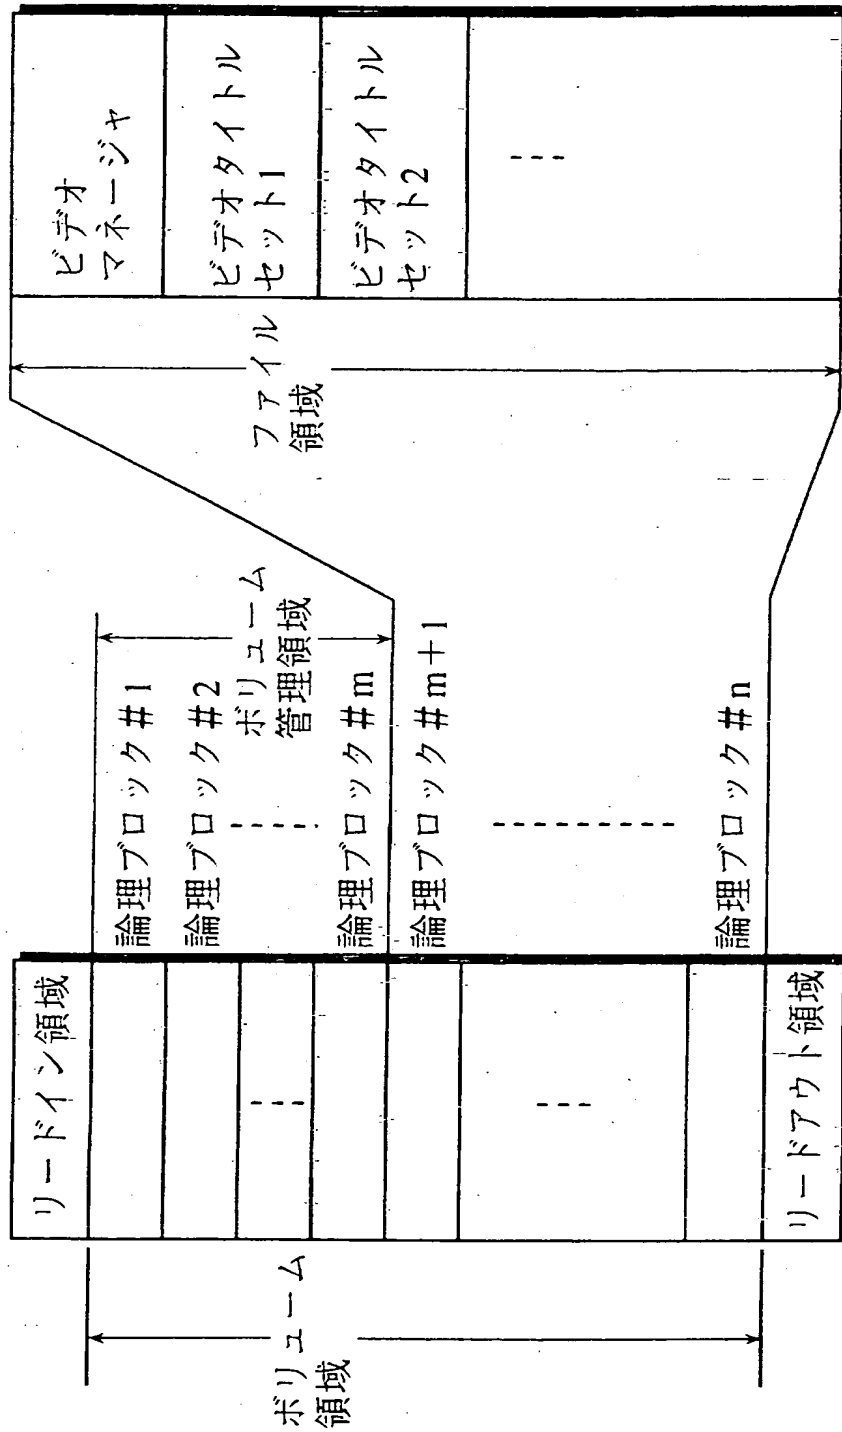 ボリューム
領域
リードイン領域
リードアウト領域
論理ブロック#1
論理ブロック#2
論理ブロック#m
論理ブロック#m+1
論理ブロック#n
ボリューム
管理領域
ファイル
領域
ビデオ
マネージャ
ビデオタイトル
セット1
ビデオタイトル
セット2